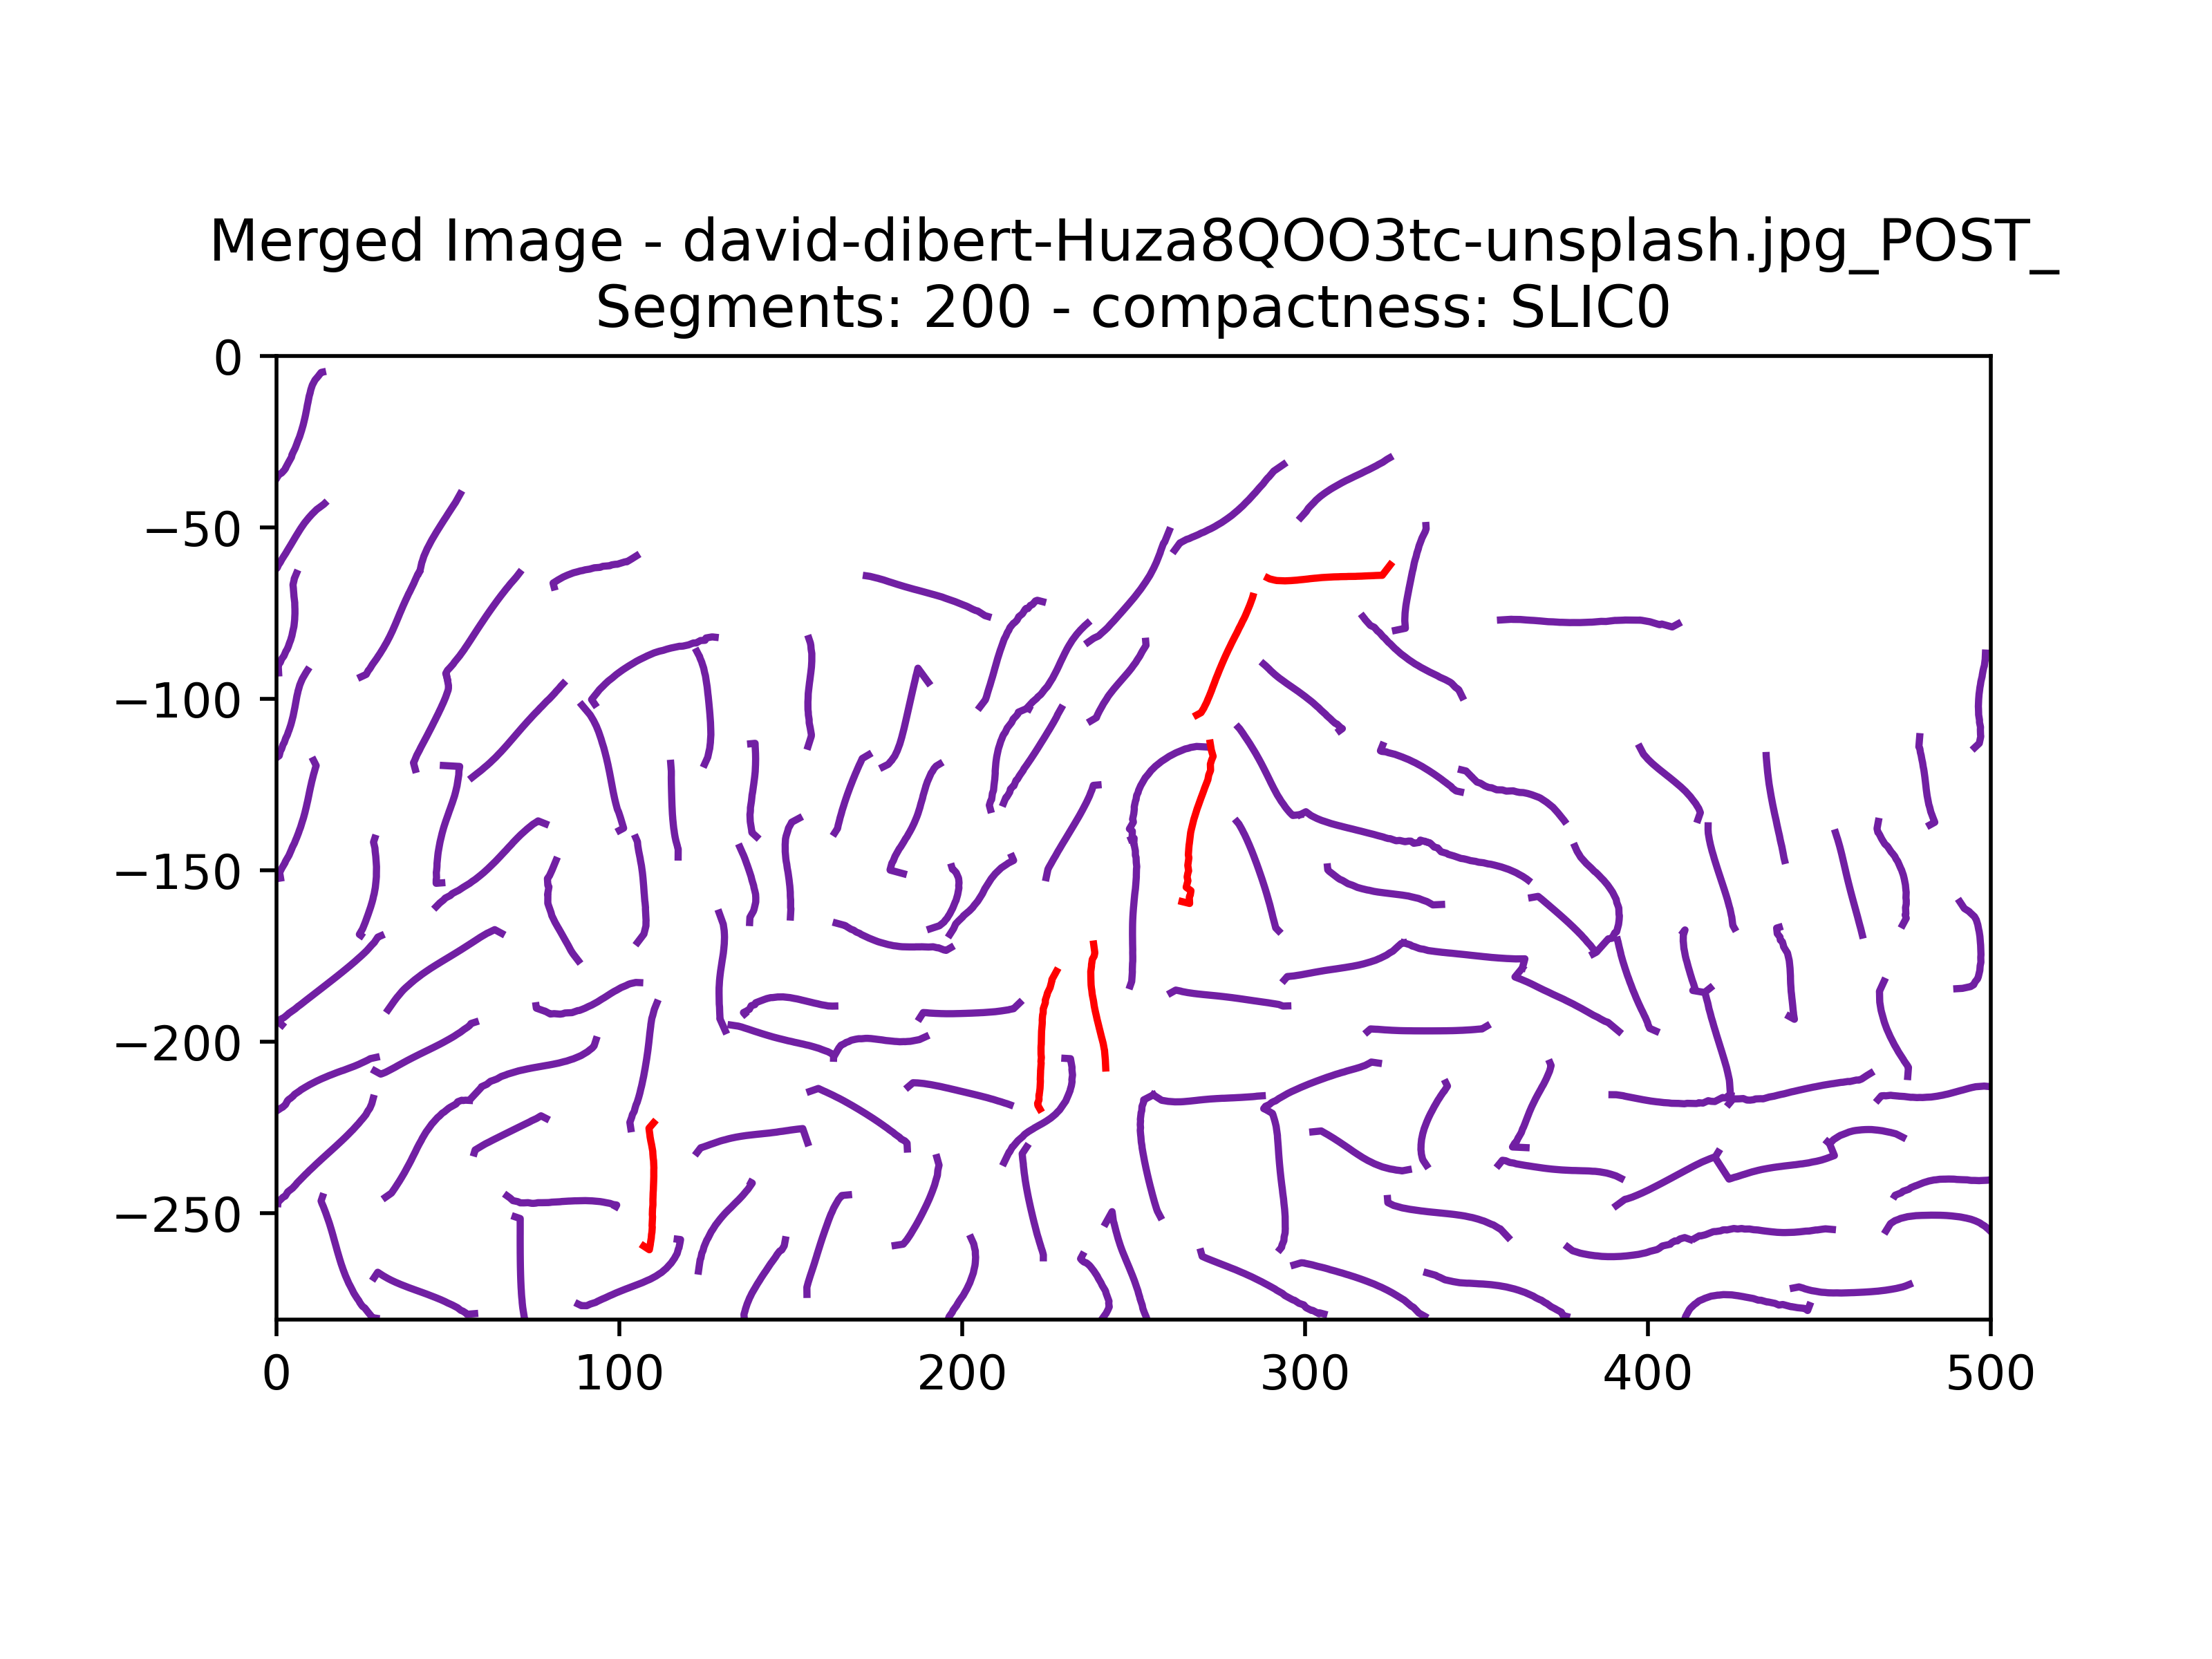 Merged Image - david-dibert-Huza8QOO3tc-unsplash.jpg_POST_
Segments: 200 - compactness: SLIC0
0
−50
−100
−150
−200
−250
0 100 200 300 400 500